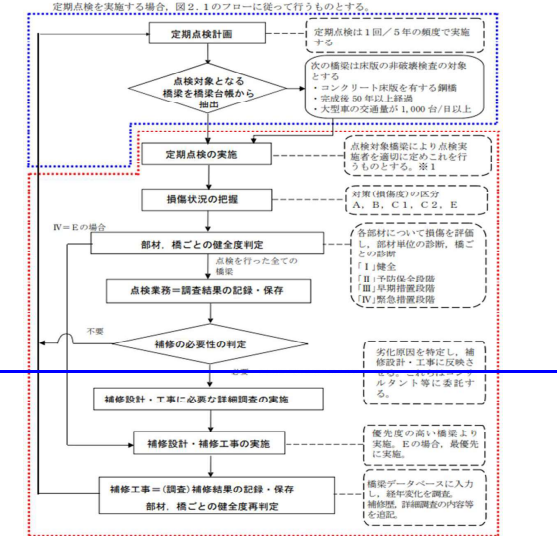 定期点検を実施する場合，図２.１のフローに従って行うものとする。
定期点検計画
定期点検は１回／５年の頻度で実施
する
点検対象となる
橋梁を橋梁台帳から
抽出
次の橋梁は床版の非破壊検査の対象
とする
・コンクリート床版を有する鋼橋
・完成後 50 年以上経過
・大型車の交通量が 1,000 台/日以上
定期点検の実施
点検対象橋梁により点検実
施者を適切に定めこれを行
うものとする。※１
損傷状況の把握
対策(損傷度)の区分
A，B，C１，C２，E
Ⅳ＝Ｅの場合
部材，橋ごとの健全度判定
各部材について損傷を評価
し，部材単位の診断，橋ご
との診断
「Ⅰ」健全
「Ⅱ」予防保全段階
「Ⅲ」早期措置段階
「Ⅳ」緊急措置段階
点検を行った全ての
橋梁
点検業務＝調査結果の記録・保存
不要
補修の必要性の判定
劣化原因を特定し，補
修設計・工事に反映さ
せる。これらはコンサ
ルタント等に委託す
る。
補修設計・工事に必要な詳細調査の実施
補修設計・補修工事の実施
優先度の高い橋梁より
実施。Eの場合，最優先
に実施。
補修工事＝(調査)補修結果の記録・保存
部材，橋ごとの健全度再判定
橋梁データベースに入力
し，経年変化を調査。
補修歴，詳細調査の内容等
を追記。